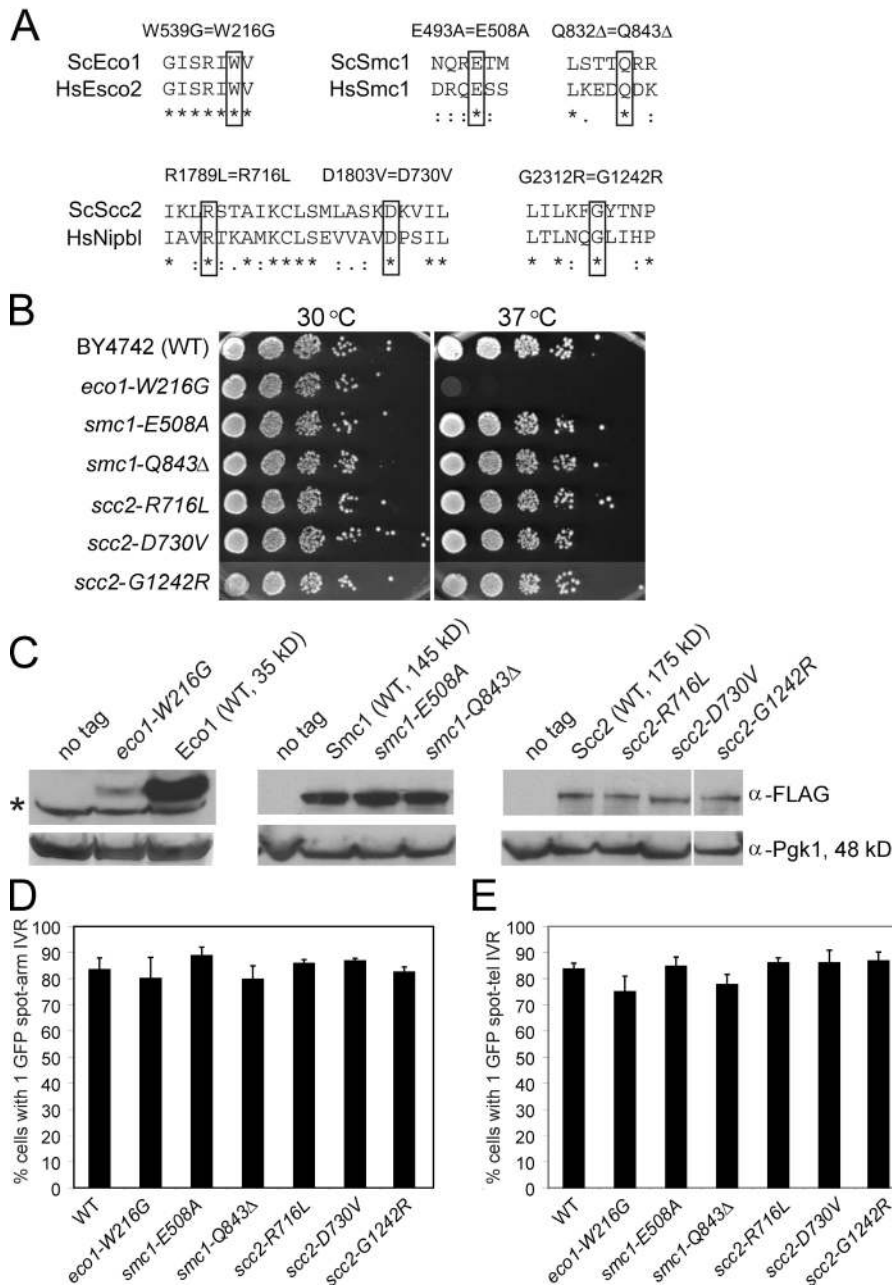 A
W539G=W216G
E493A=E508A
Q832Δ=Q843Δ
ScEco1 GISRIWV
HsEsco2 GISRIWV
*******
ScSmc1 NQRETM LSTTQRR
HsSmc1 DRQESS LKEDQDK
:::*:: *. * :
R1789L=R716L
D1803V=D730V
G2312R=G1242R
ScScc2 IKLRSTAIKCLSMLASKDKVIL LILKFGYTNP
HsNipbl IAVRTKAMKCLSEVVAVDPSIL LTLNQGLIHP
* :*:.*:**** :.: * ** * *: * *
B
30 °C
37 °C
BY4742 (WT)
eco1-W216G
smc1-E508A
smc1-Q843Δ
scc2-R716L
scc2-D730V
scc2-G1242R
C
no tag
eco1-W216G
Eco1 (WT, 35 kD)
no tag
Smc1 (WT, 145 kD)
smc1-E508A
smc1-Q843Δ
no tag
Scc2 (WT, 175 kD)
scc2-R716L
scc2-D730V
scc2-G1242R
*
α-FLAG
α-Pgk1, 48 kD
D
% cells with 1 GFP spot-arm IVR
100
90
80
70
60
50
40
30
20
10
0
WT
eco1-W216G
smc1-E508A
smc1-Q843Δ
scc2-R716L
scc2-D730V
scc2-G1242R
E
% cells with 1 GFP spot-tel IVR
100
90
80
70
60
50
40
30
20
10
0
WT
eco1-W216G
smc1-E508A
smc1-Q843Δ
scc2-R716L
scc2-D730V
scc2-G1242R